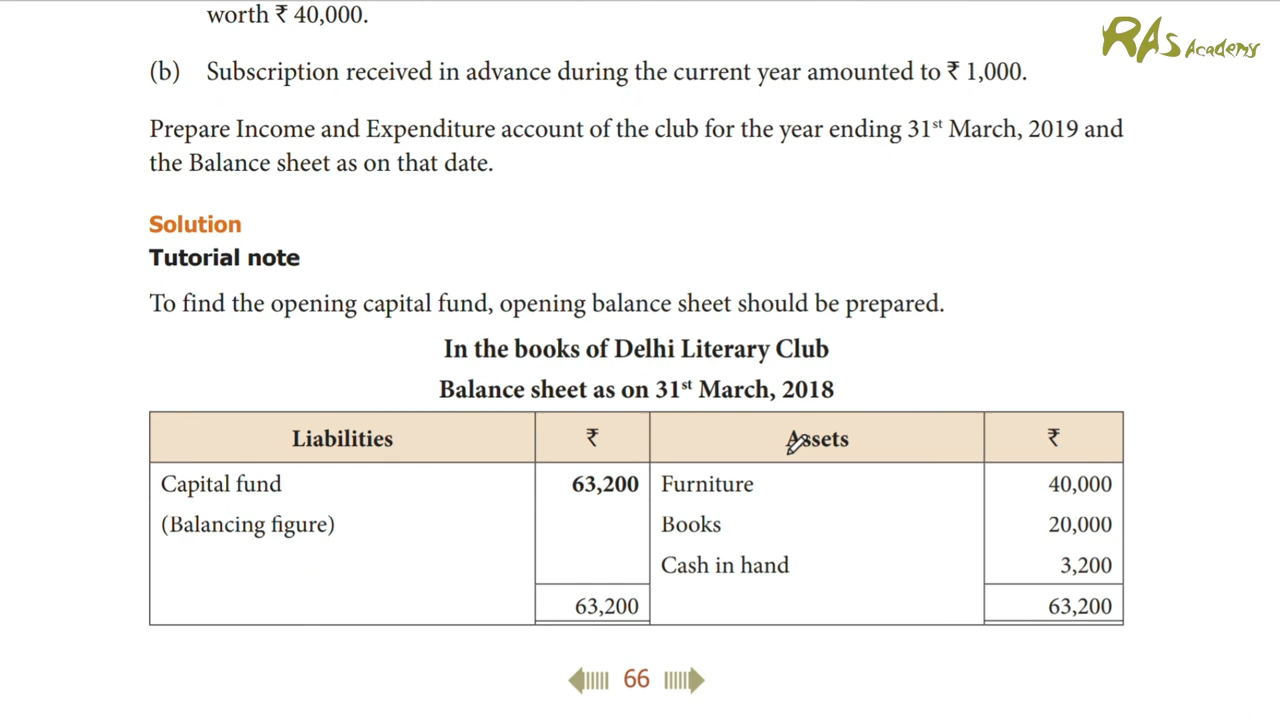 worth ₹ 40,000.
RAS Academy
(b) Subscription received in advance during the current year amounted to ₹ 1,000.
Prepare Income and Expenditure account of the club for the year ending 31st March, 2019 and
the Balance sheet as on that date.
Solution
Tutorial note
To find the opening capital fund, opening balance sheet should be prepared.
In the books of Delhi Literary Club
Balance sheet as on 31st March, 2018
Liabilities ₹ Assets ₹
Capital fund 63,200 Furniture 40,000
(Balancing figure) Books 20,000
Cash in hand 3,200
63,200 63,200
66